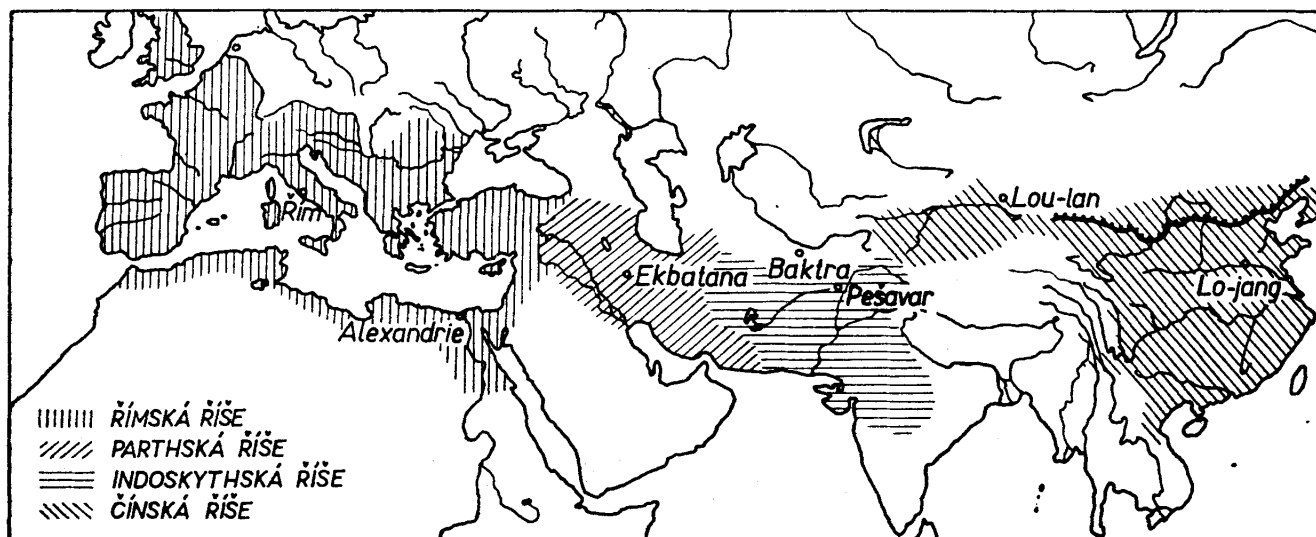 Řím
Alexandrie
Ekbatana
Baktra
Pešavar
Lou-lan
Lo-jang
ŘÍMSKÁ ŘÍŠE
PARTHSKÁ ŘÍŠE
INDOSKYTHSKÁ ŘÍŠE
ČÍNSKÁ ŘÍŠE